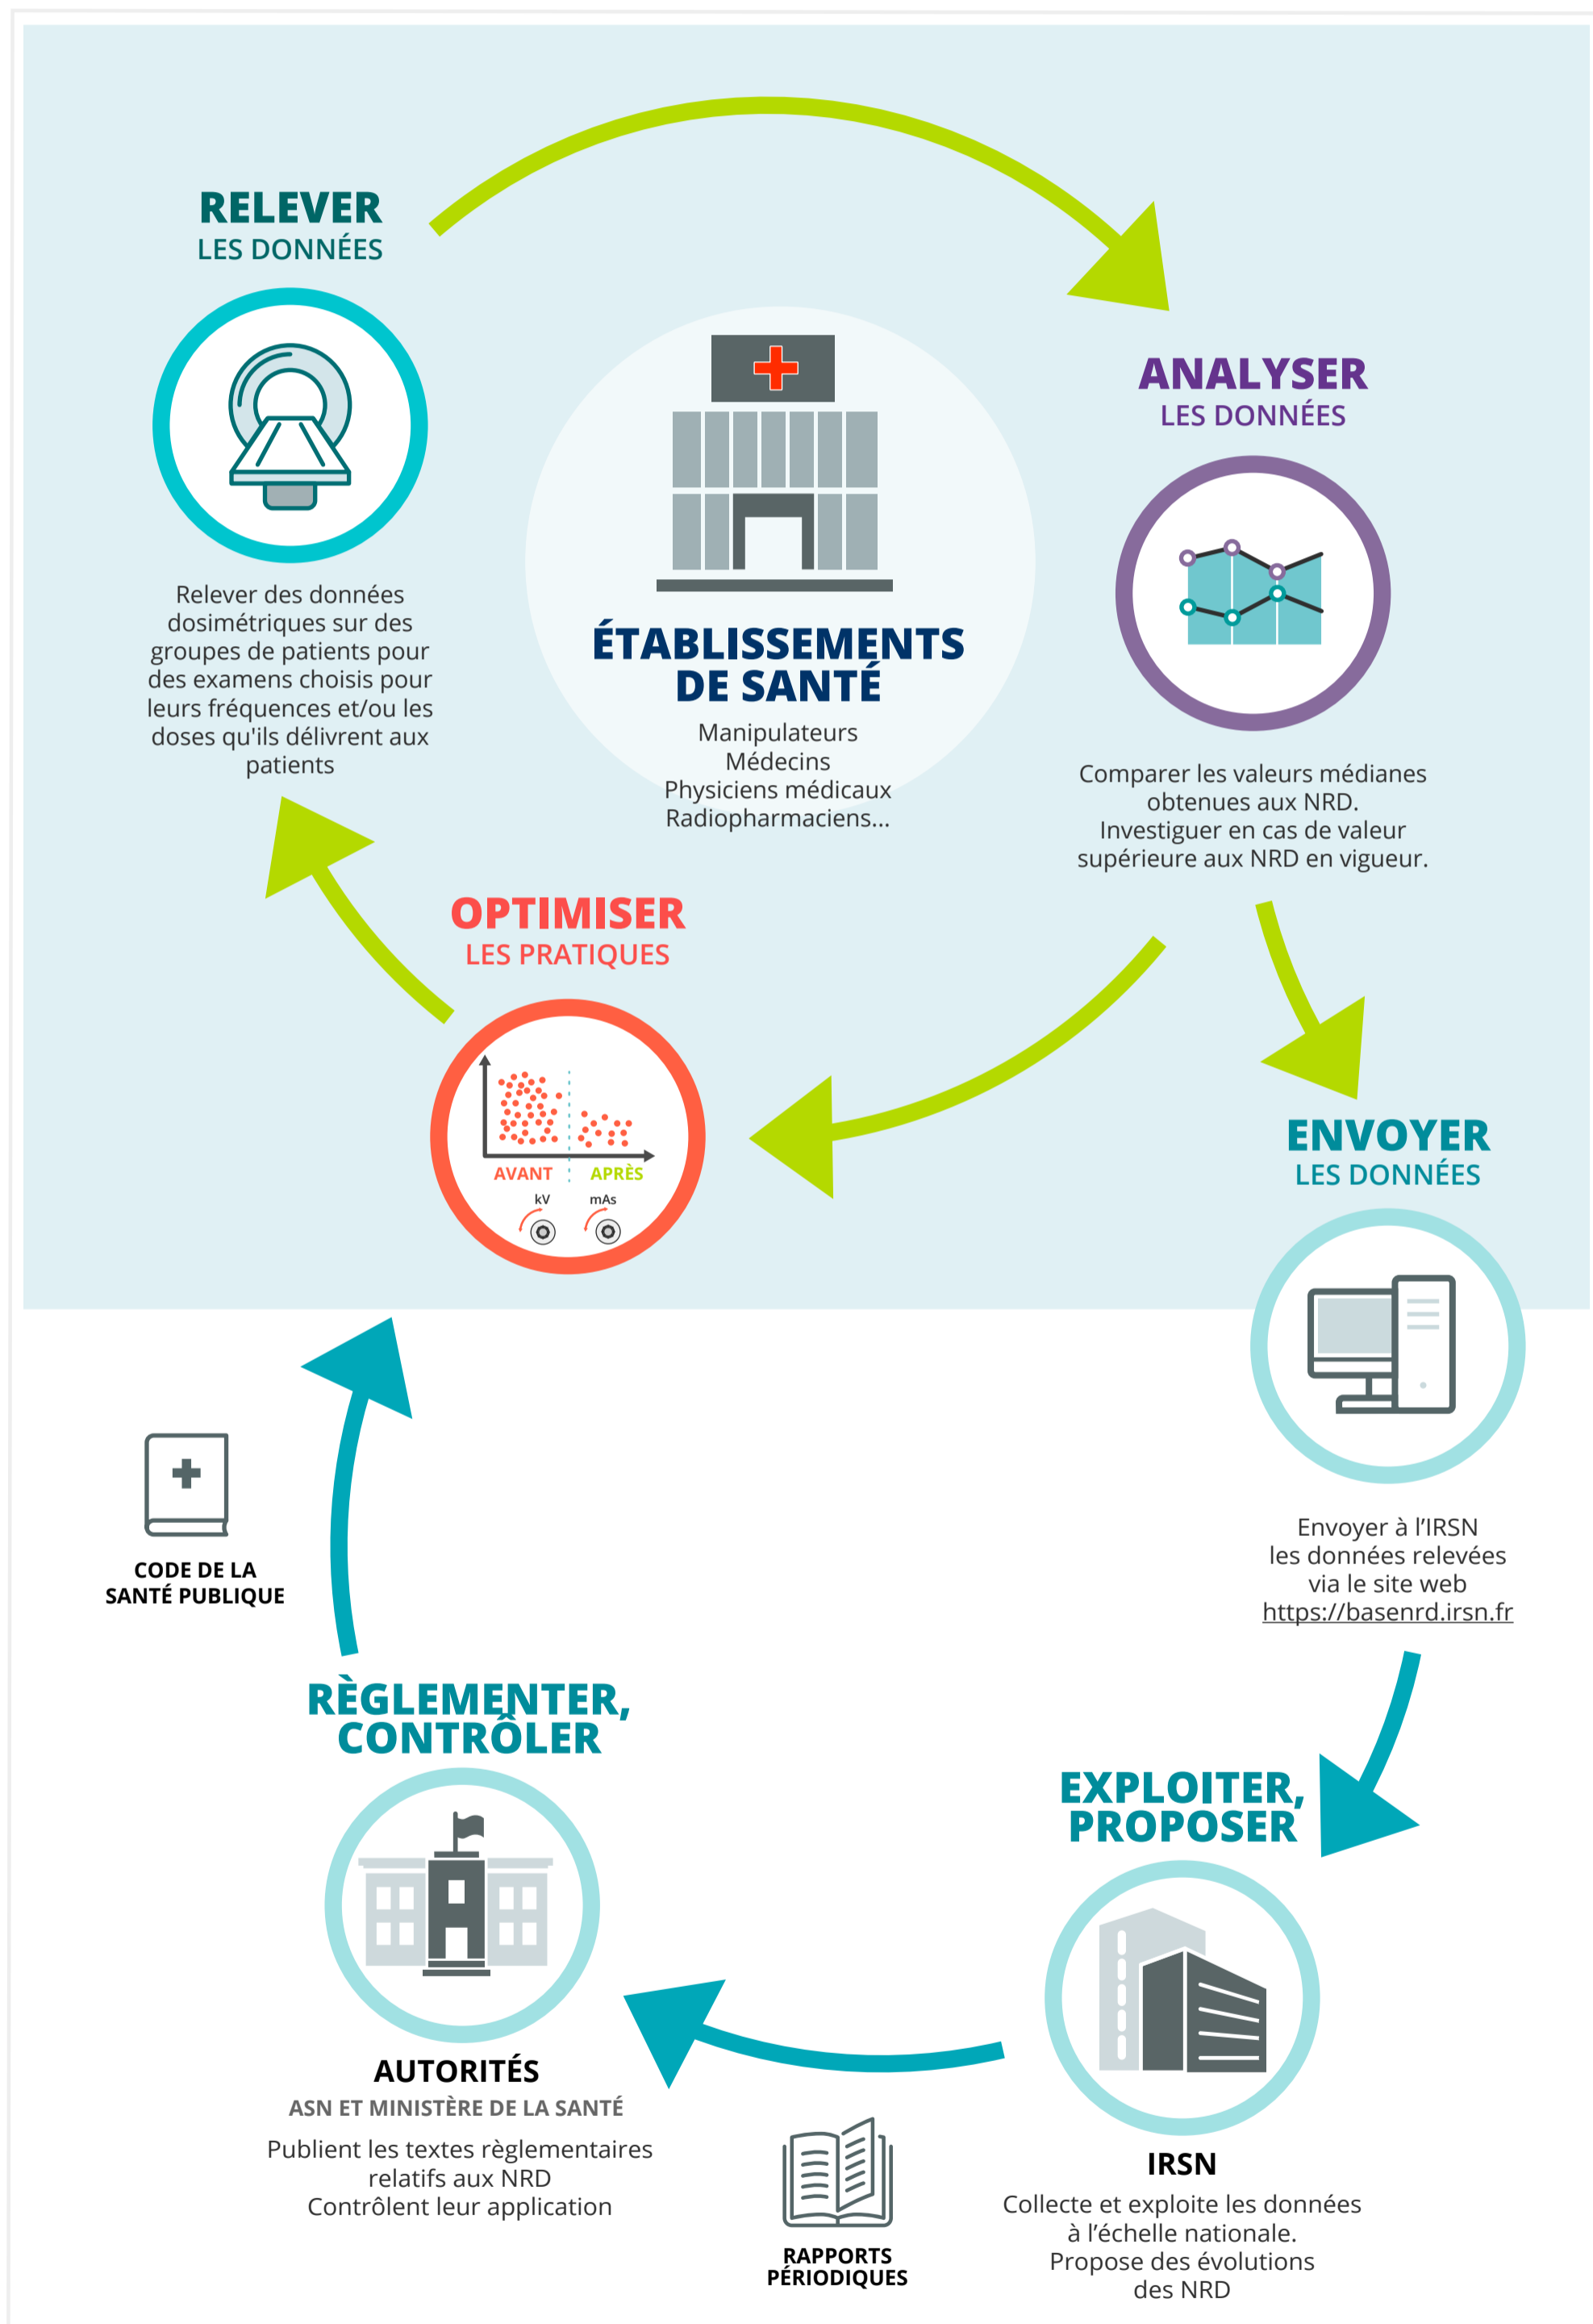 RELEVER
LES DONNÉES
Relever des données
dosimétriques sur des
groupes de patients pour
des examens choisis pour
leurs fréquences et/ou les
doses qu'ils délivrent aux
patients
ÉTABLISSEMENTS
DE SANTÉ
Manipulateurs
Médecins
Physiciens médicaux
Radiopharmaciens...
ANALYSER
LES DONNÉES
Comparer les valeurs médianes
obtenues aux NRD.
Investiguer en cas de valeur
supérieure aux NRD en vigueur.
OPTIMISER
LES PRATIQUES
AVANT
APRÈS
kV
mAs
ENVOYER
LES DONNÉES
Envoyer à l’IRSN
les données relevées
via le site web
https://basenrd.irsn.fr
CODE DE LA
SANTÉ PUBLIQUE
RÈGLEMENTER,
CONTRÔLER
AUTORITÉS
ASN ET MINISTÈRE DE LA SANTÉ
Publient les textes règlementaires
relatifs aux NRD
Contrôlent leur application
EXPLOITER,
PROPOSER
IRSN
Collecte et exploite les données
à l’échelle nationale.
Propose des évolutions
des NRD
RAPPORTS
PÉRIODIQUES